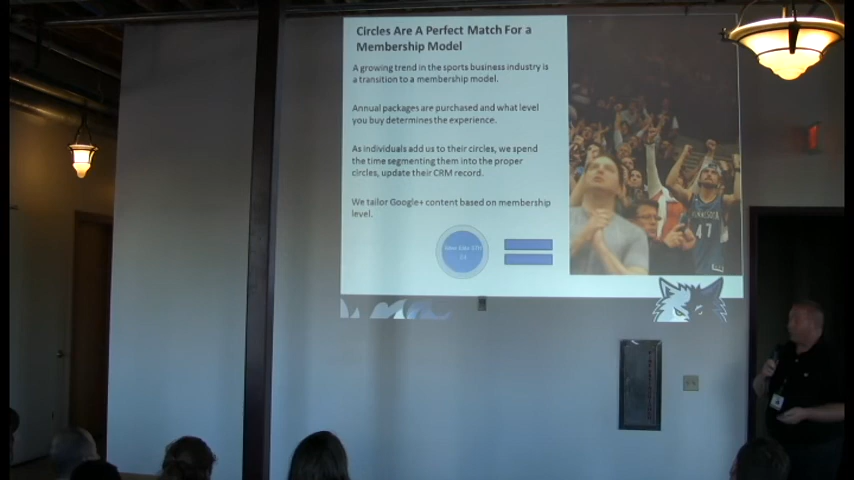 Circles Are A Perfect Match For a
Membership Model
A growing trend in the sports business industry is
a transition to a membership model.
Annual packages are purchased and what level
you buy determines the experience.
As individuals add us to their circles, we spend
the time segmenting them into the proper
circles, update their CRM record.
We tailor Google+ content based on membership
level.
MINNESOTA
47